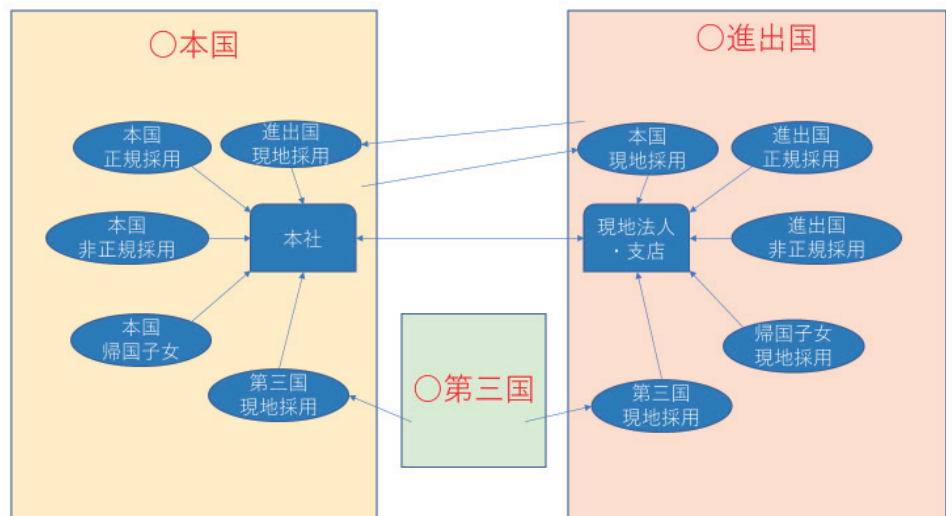 〇本国
本国
正規採用
進出国
現地採用
本国
非正規採用
本社
本国
帰国子女
第三国
現地採用
〇第三国
〇進出国
本国
現地採用
進出国
正規採用
現地法人
・支店
進出国
非正規採用
帰国子女
現地採用
第三国
現地採用